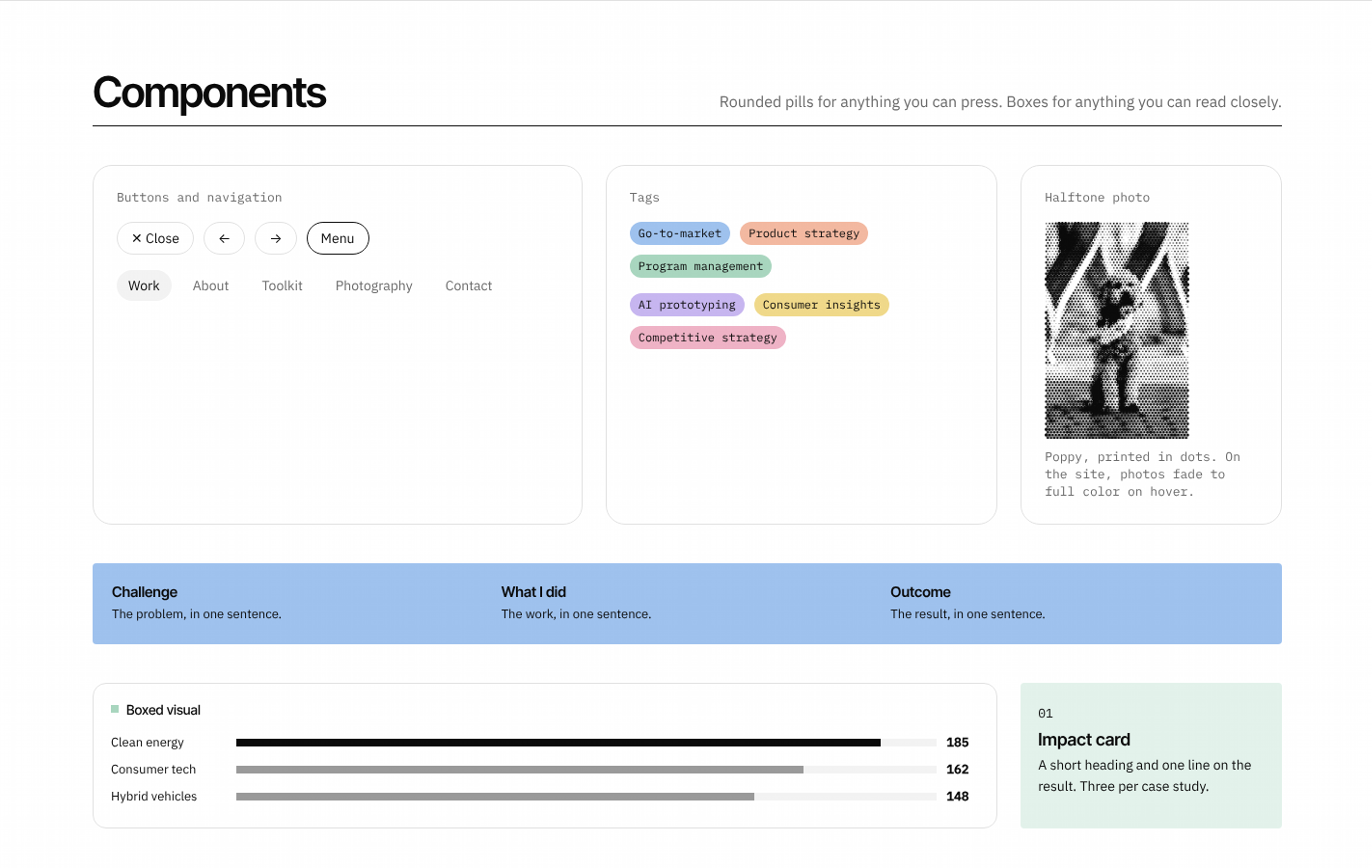 Components
Rounded pills for anything you can press. Boxes for anything you can read closely.
Buttons and navigation
✕ Close
←
→
Menu
Work
About
Toolkit
Photography
Contact
Tags
Go-to-market
Product strategy
Program management
AI prototyping
Consumer insights
Competitive strategy
Halftone photo
Poppy, printed in dots. On
the site, photos fade to
full color on hover.
Challenge
The problem, in one sentence.
What I did
The work, in one sentence.
Outcome
The result, in one sentence.
Boxed visual
Clean energy 185
Consumer tech 162
Hybrid vehicles 148
01
Impact card
A short heading and one line on the
result. Three per case study.